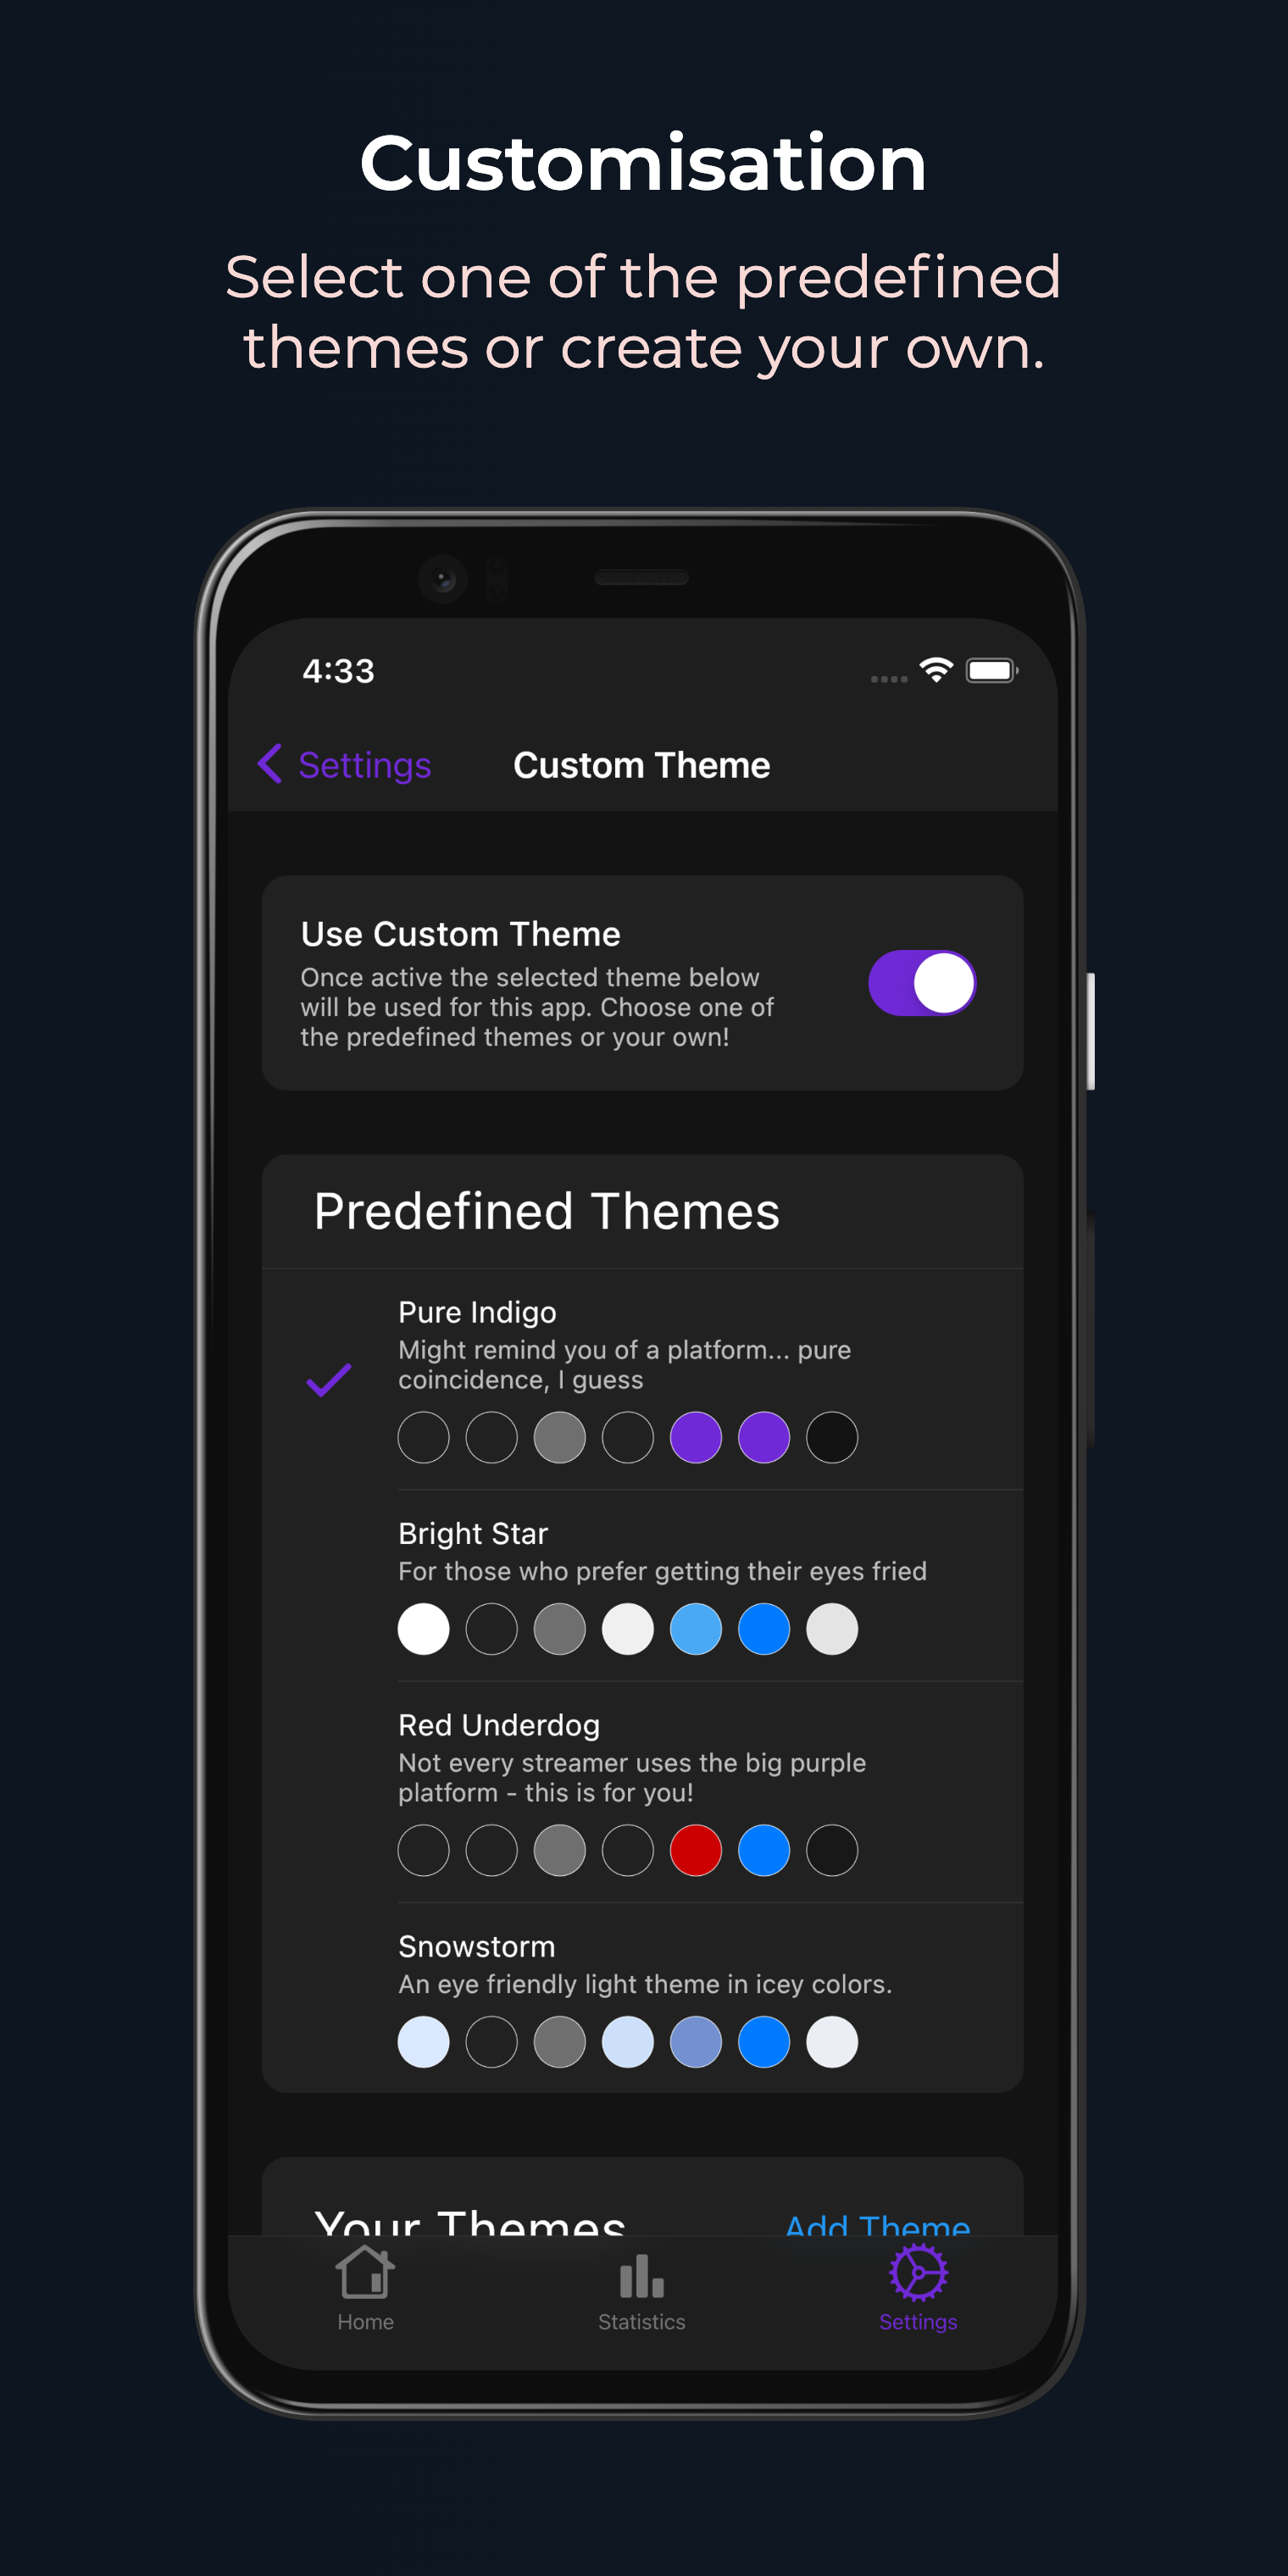 Customisation
Select one of the predefined
themes or create your own.
4:33
Settings
Custom Theme
Use Custom Theme
Once active the selected theme below
will be used for this app. Choose one of
the predefined themes or your own!
Predefined Themes
Pure Indigo
Might remind you of a platform... pure
coincidence, I guess
Bright Star
For those who prefer getting their eyes fried
Red Underdog
Not every streamer uses the big purple
platform - this is for you!
Snowstorm
An eye friendly light theme in icey colors.
Your Themes
Add Theme
Home
Statistics
Settings